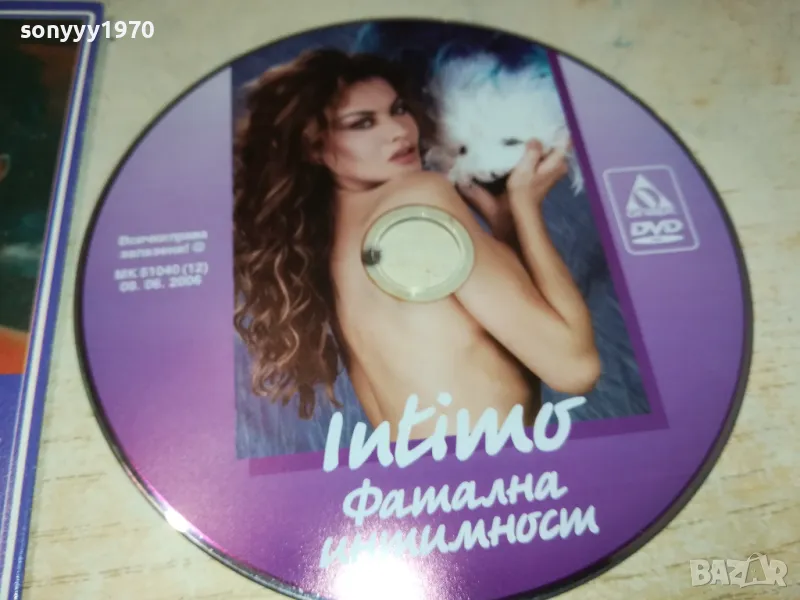 sonyyy1970
Всички права
запазени! ©
МК 51040 (12)
09. 06. 2006
DVD
Intimo
Фатална
интимност
BAZAR